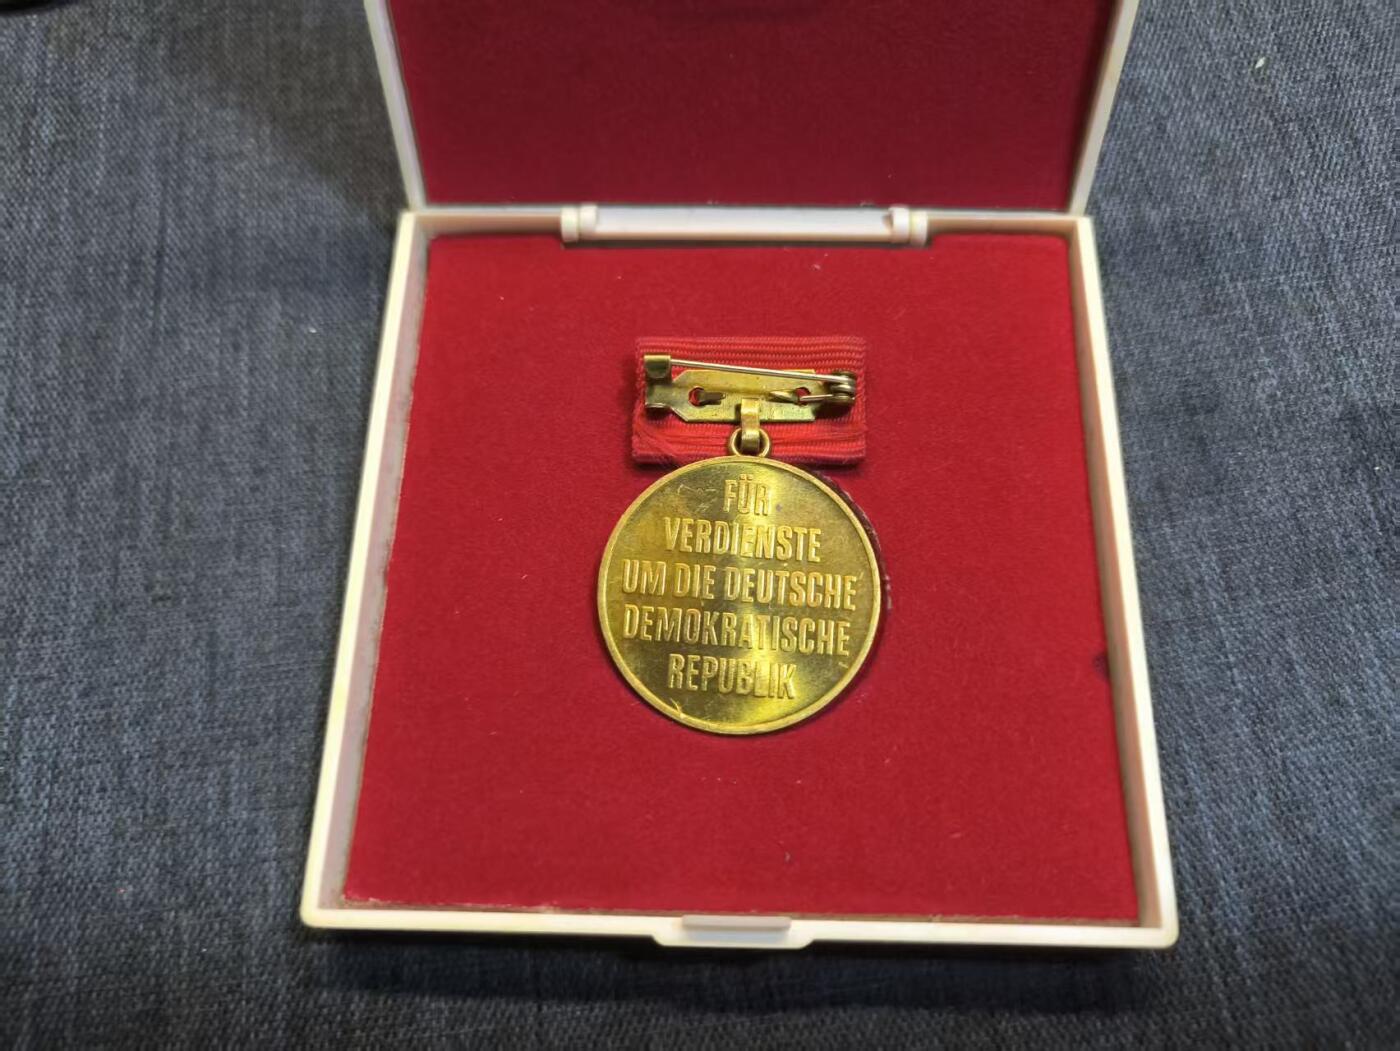 FÜR
VERDIENSTE
UM DIE DEUTSCHE
DEMOKRATISCHE
REPUBLIK